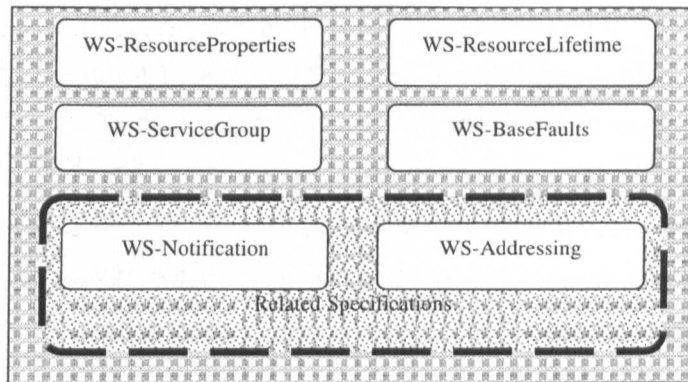 WS-ResourceProperties WS-ResourceLifetime
WS-ServiceGroup WS-BaseFaults
WS-Notification WS-Addressing
Related Specifications